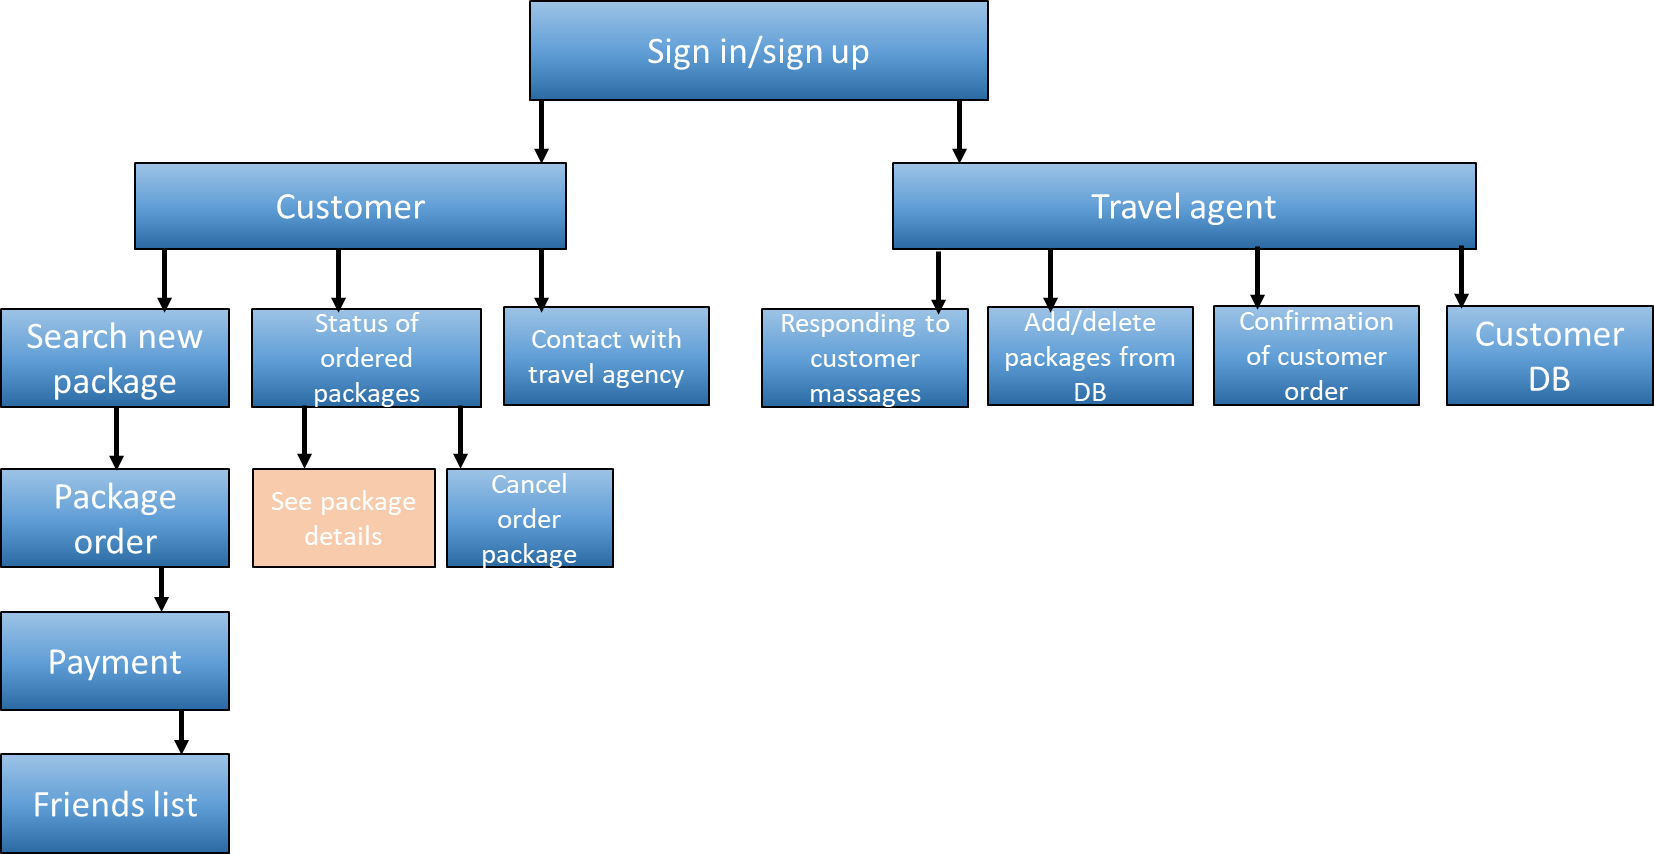 Sign in/sign up
Customer
Travel agent
Search new
package
Status of
ordered
packages
Contact with
travel agency
Responding to
customer
massages
Add/delete
packages from
DB
Confirmation
of customer
order
Customer
DB
Package
order
See package
details
Cancel
order
package
Payment
Friends list